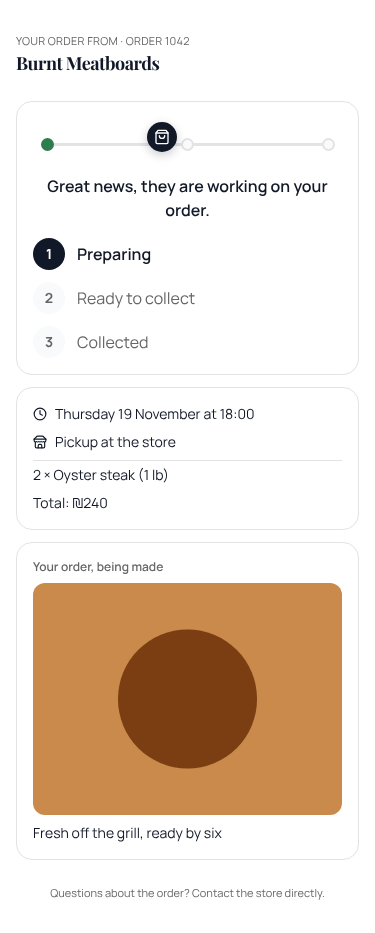 YOUR ORDER FROM · ORDER 1042
Burnt Meatboards
Great news, they are working on your
order.
1 Preparing
2 Ready to collect
3 Collected
Thursday 19 November at 18:00
Pickup at the store
2 × Oyster steak (1 lb)
Total: ₪240
Your order, being made
Fresh off the grill, ready by six
Questions about the order? Contact the store directly.